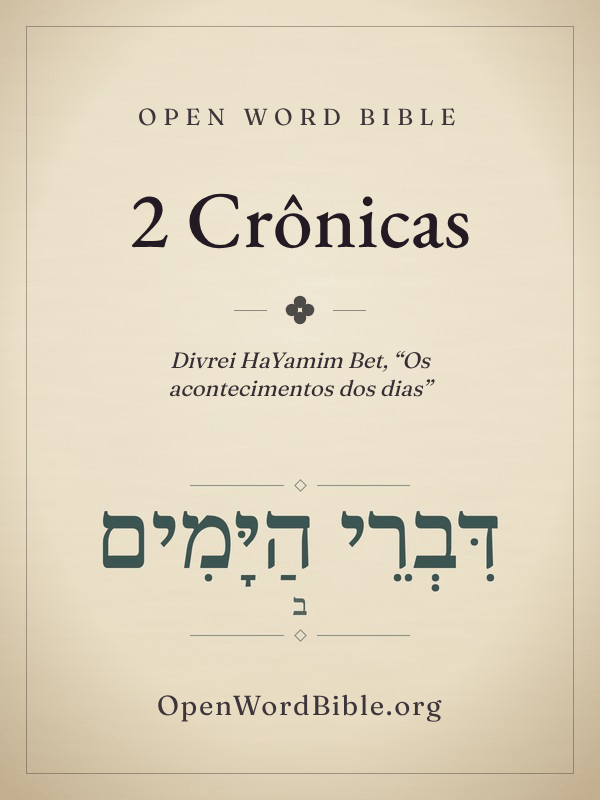 OPEN WORD BIBLE
2 Crônicas
Divrei HaYamim Bet, “Os
acontecimentos dos dias”
דִּבְרֵי הַיָּמִים
ב
OpenWordBible.org